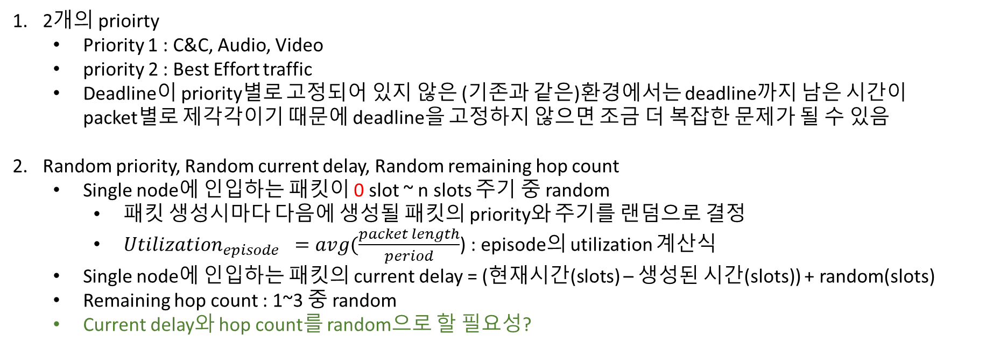 1. 2개의 prioirty
• Priority 1 : C&C, Audio, Video
• priority 2 : Best Effort traffic
• Deadline이 priority별로 고정되어 있지 않은 (기존과 같은)환경에서는 deadline까지 남은 시간이
packet별로 제각각이기 때문에 deadline을 고정하지 않으면 조금 더 복잡한 문제가 될 수 있음
2. Random priority, Random current delay, Random remaining hop count
• Single node에 인입하는 패킷이 0 slot ~ n slots 주기 중 random
• 패킷 생성시마다 다음에 생성될 패킷의 priority와 주기를 랜덤으로 결정
• Utilization_episode = avg(packet length/period) : episode의 utilization 계산식
• Single node에 인입하는 패킷의 current delay = (현재시간(slots) – 생성된 시간(slots)) + random(slots)
• Remaining hop count : 1~3 중 random
• Current delay와 hop count를 random으로 할 필요성?